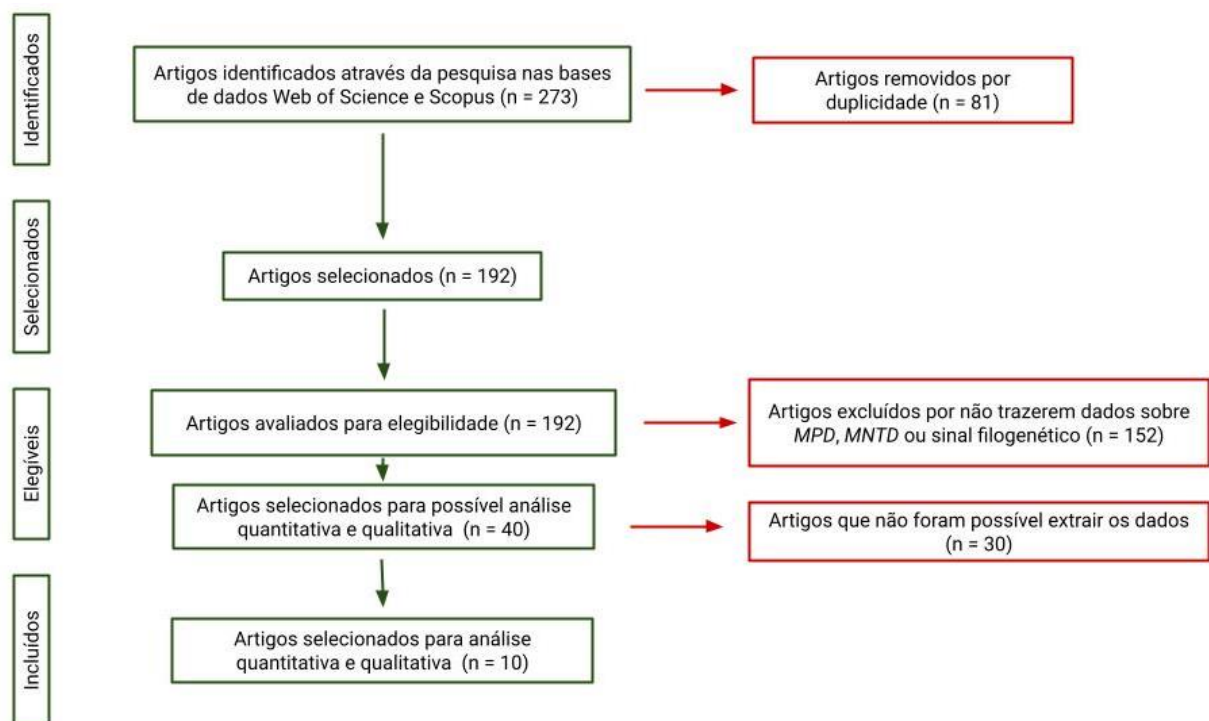 Identificados
Artigos identificados através da pesquisa nas bases
de dados Web of Science e Scopus (n = 273)
Artigos removidos por
duplicidade (n = 81)
Selecionados
Artigos selecionados (n = 192)
Elegíveis
Artigos avaliados para elegibilidade (n = 192)
Artigos excluídos por não trazerem dados sobre
MPD, MNTD ou sinal filogenético (n = 152)
Artigos selecionados para possível análise
quantitativa e qualitativa (n = 40)
Artigos que não foram possível extrair os dados
(n = 30)
Incluídos
Artigos selecionados para análise
quantitativa e qualitativa (n = 10)